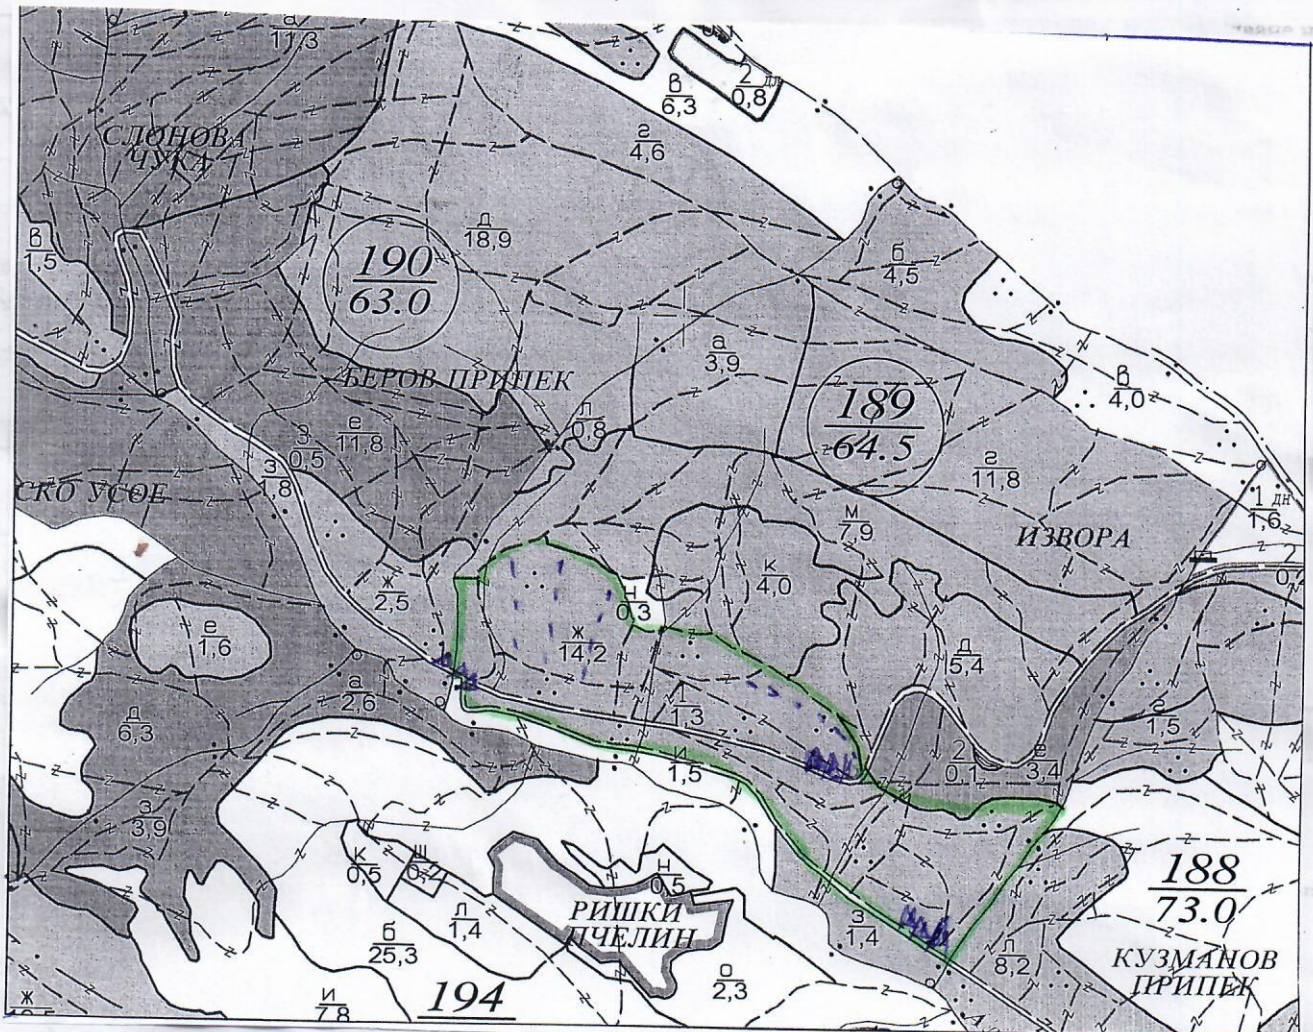 а
11,3
СЛОНОВА
ЧУКА
в
6,3
2 дл
0,8
г
4,6
в
1,5
д
18,9
190
63.0
б
4,5
а
3,9
БЕРОВ ПРИПЕК
в
4,0
189
64.5
л
0,8
е
11,8
З
0,5
з
1,8
г
11,8
СКО УСОЕ
м
7,9
ИЗВОРА
1 дн
1,6
2
ж
2,5
н
0,3
к
4,0
е
1,6
ж
14,2
д
5,4
а
2,6
1
1,3
д
6,3
г
1,5
и
1,5
2
0,1
е
3,4
з
3,9
к
0,5
ш
0,2
н
0,5
188
73.0
РИШКИ
ПЧЕЛИН
л
1,4
з
1,4
б
25,3
л
8,2
КУЗМАНОВ
ПРИПЕК
о
2,3
194
ж
и
7,8